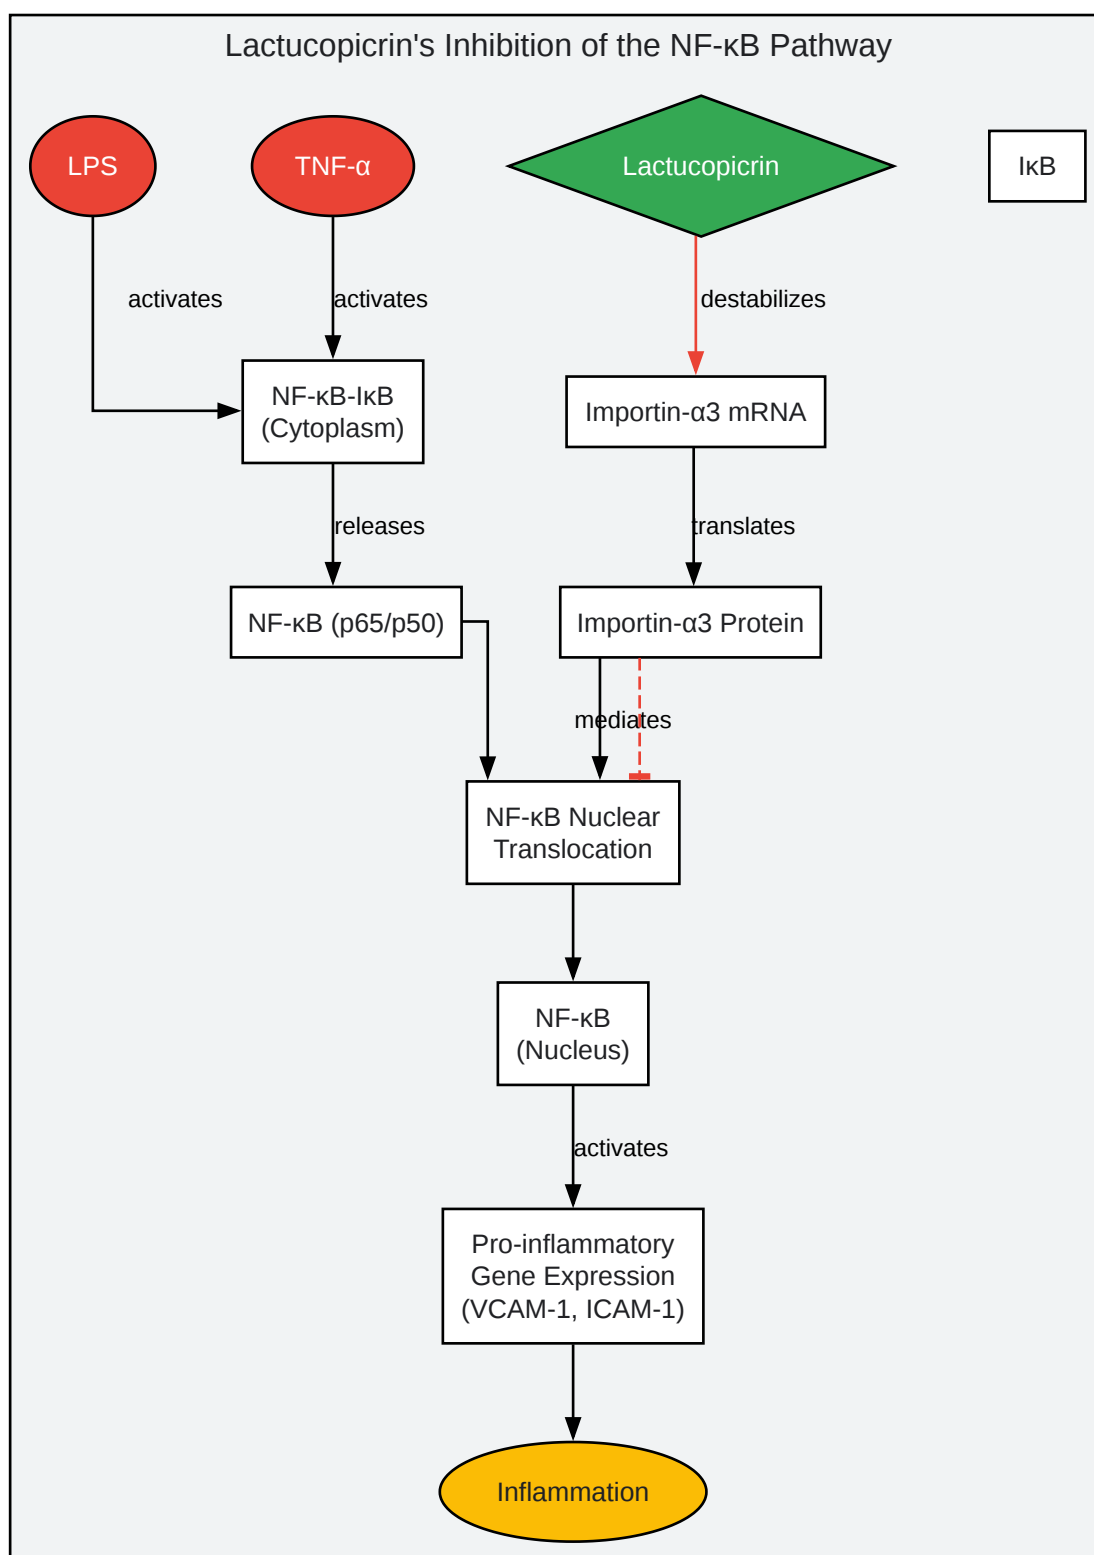 Lactucopicrin's Inhibition of the NF-κB Pathway
LPS
TNF-α
Lactucopicrin
IκB
activates
activates
destabilizes
NF-κB-IκB
(Cytoplasm)
Importin-α3 mRNA
releases
translates
NF-κB (p65/p50)
Importin-α3 Protein
mediates
NF-κB Nuclear
Translocation
NF-κB
(Nucleus)
activates
Pro-inflammatory
Gene Expression
(VCAM-1, ICAM-1)
Inflammation